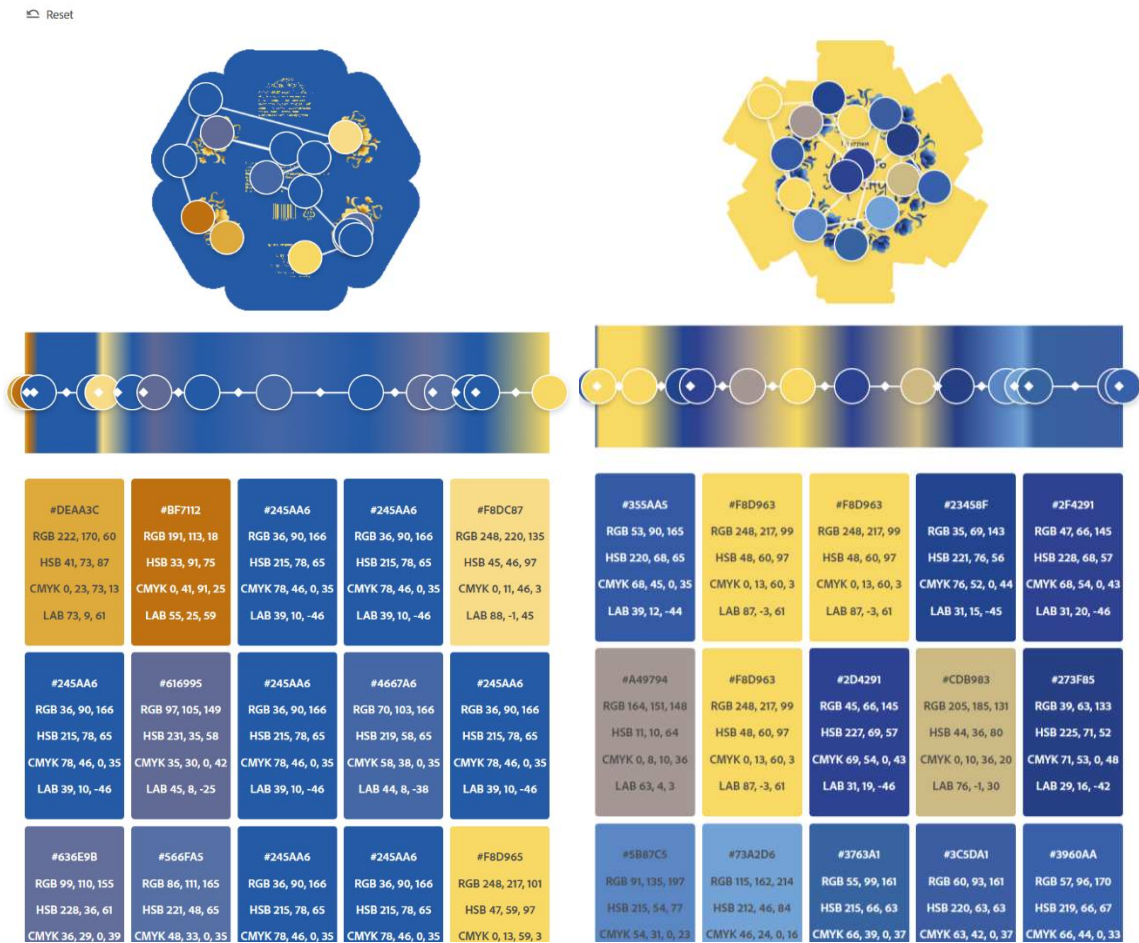 Reset
#DEAA3C
RGB 222, 170, 60
HSB 41, 73, 87
CMYK 0, 23, 73, 13
LAB 73, 9, 61
#BF7112
RGB 191, 113, 18
HSB 33, 91, 75
CMYK 0, 41, 91, 25
LAB 55, 25, 59
#245AA6
RGB 36, 90, 166
HSB 215, 78, 65
CMYK 78, 46, 0, 35
LAB 39, 10, -46
#245AA6
RGB 36, 90, 166
HSB 215, 78, 65
CMYK 78, 46, 0, 35
LAB 39, 10, -46
#F8DC87
RGB 248, 220, 135
HSB 45, 46, 97
CMYK 0, 11, 46, 3
LAB 88, -1, 45
#245AA6
RGB 36, 90, 166
HSB 215, 78, 65
CMYK 78, 46, 0, 35
LAB 39, 10, -46
#616995
RGB 97, 105, 149
HSB 231, 35, 58
CMYK 35, 30, 0, 42
LAB 45, 8, -25
#245AA6
RGB 36, 90, 166
HSB 215, 78, 65
CMYK 78, 46, 0, 35
LAB 39, 10, -46
#4667A6
RGB 70, 103, 166
HSB 219, 58, 65
CMYK 58, 38, 0, 35
LAB 44, 8, -38
#245AA6
RGB 36, 90, 166
HSB 215, 78, 65
CMYK 78, 46, 0, 35
LAB 39, 10, -46
#636E9B
RGB 99, 110, 155
HSB 228, 36, 61
CMYK 36, 29, 0, 39
#566FA5
RGB 86, 111, 165
HSB 221, 48, 65
CMYK 48, 33, 0, 35
#245AA6
RGB 36, 90, 166
HSB 215, 78, 65
CMYK 78, 46, 0, 35
#245AA6
RGB 36, 90, 166
HSB 215, 78, 65
CMYK 78, 46, 0, 35
#F8D965
RGB 248, 217, 101
HSB 47, 59, 97
CMYK 0, 13, 59, 3
#355AA5
RGB 53, 90, 165
HSB 220, 68, 65
CMYK 68, 45, 0, 35
LAB 39, 12, -44
#F8D963
RGB 248, 217, 99
HSB 48, 60, 97
CMYK 0, 13, 60, 3
LAB 87, -3, 61
#F8D963
RGB 248, 217, 99
HSB 48, 60, 97
CMYK 0, 13, 60, 3
LAB 87, -3, 61
#23458F
RGB 35, 69, 143
HSB 221, 76, 56
CMYK 76, 52, 0, 44
LAB 31, 15, -45
#2F4291
RGB 47, 66, 145
HSB 228, 68, 57
CMYK 68, 54, 0, 43
LAB 31, 20, -46
#A49794
RGB 164, 151, 148
HSB 11, 10, 64
CMYK 0, 8, 10, 36
LAB 63, 4, 3
#F8D963
RGB 248, 217, 99
HSB 48, 60, 97
CMYK 0, 13, 60, 3
LAB 87, -3, 61
#2D4291
RGB 45, 66, 145
HSB 227, 69, 57
CMYK 69, 54, 0, 43
LAB 31, 19, -46
#CDB983
RGB 205, 185, 131
HSB 44, 36, 80
CMYK 0, 10, 36, 20
LAB 76, -1, 30
#273F85
RGB 39, 63, 133
HSB 225, 71, 52
CMYK 71, 53, 0, 48
LAB 29, 16, -42
#5B87C5
RGB 91, 135, 197
HSB 215, 54, 77
CMYK 54, 31, 0, 23
#73A2D6
RGB 115, 162, 214
HSB 212, 46, 84
CMYK 46, 24, 0, 16
#3763A1
RGB 55, 99, 161
HSB 215, 66, 63
CMYK 66, 39, 0, 37
#3C5DA1
RGB 60, 93, 161
HSB 220, 63, 63
CMYK 63, 42, 0, 37
#3960AA
RGB 57, 96, 170
HSB 219, 66, 67
CMYK 66, 44, 0, 33